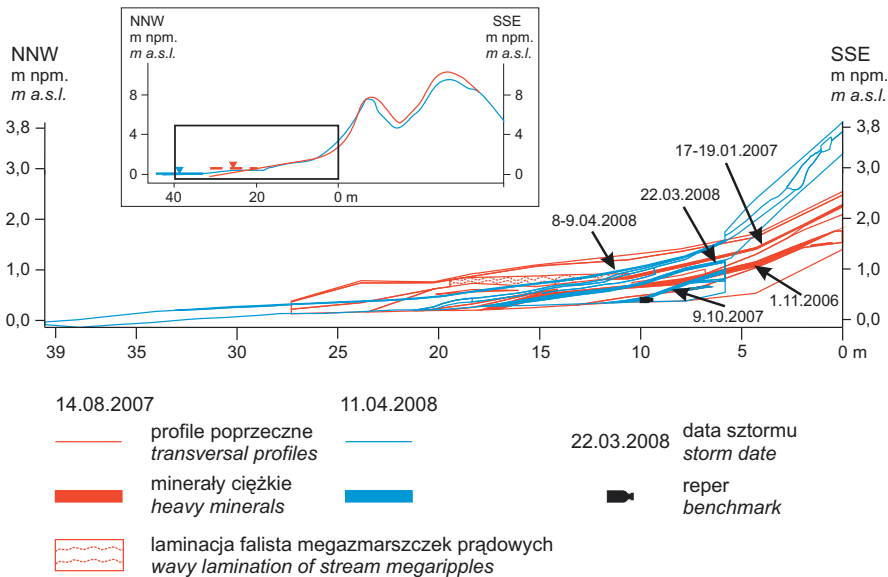 NNW
m npm.
m a.s.l.
SSE
m npm.
m a.s.l.
8
4
0
8
4
0
40
20
0 m
NNW
m npm.
m a.s.l.
SSE
m npm.
m a.s.l.
3,8
3,0
2,0
1,0
0,0
3,8
3,0
2,0
1,0
0,0
17-19.01.2007
22.03.2008
8-9.04.2008
1.11.2006
9.10.2007
39
35
30
25
20
15
10
5
0 m
14.08.2007
11.04.2008
profile poprzeczne
transversal profiles
22.03.2008
data sztormu
storm date
minerały ciężkie
heavy minerals
reper
benchmark
laminacja falista megazmarszczek prądowych
wavy lamination of stream megaripples